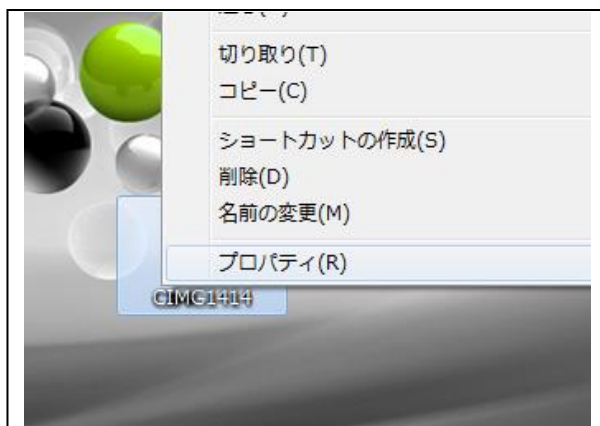 切り取り(T)
コピー(C)
ショートカットの作成(S)
削除(D)
名前の変更(M)
プロパティ(R)
CIMG1414